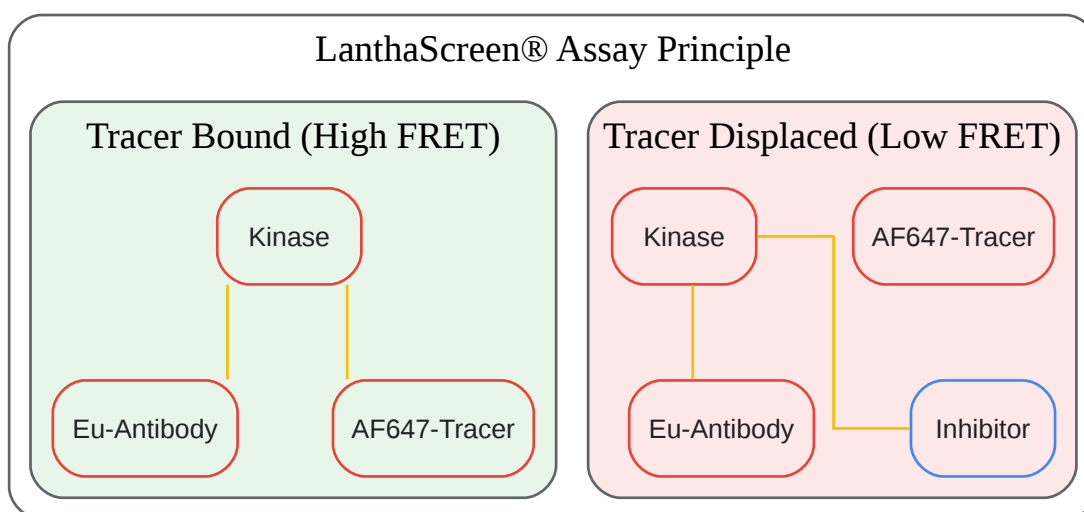 LanthaScreen® Assay Principle
Tracer Bound (High FRET)
Kinase
Eu-Antibody
AF647-Tracer
Tracer Displaced (Low FRET)
Kinase
AF647-Tracer
Eu-Antibody
Inhibitor